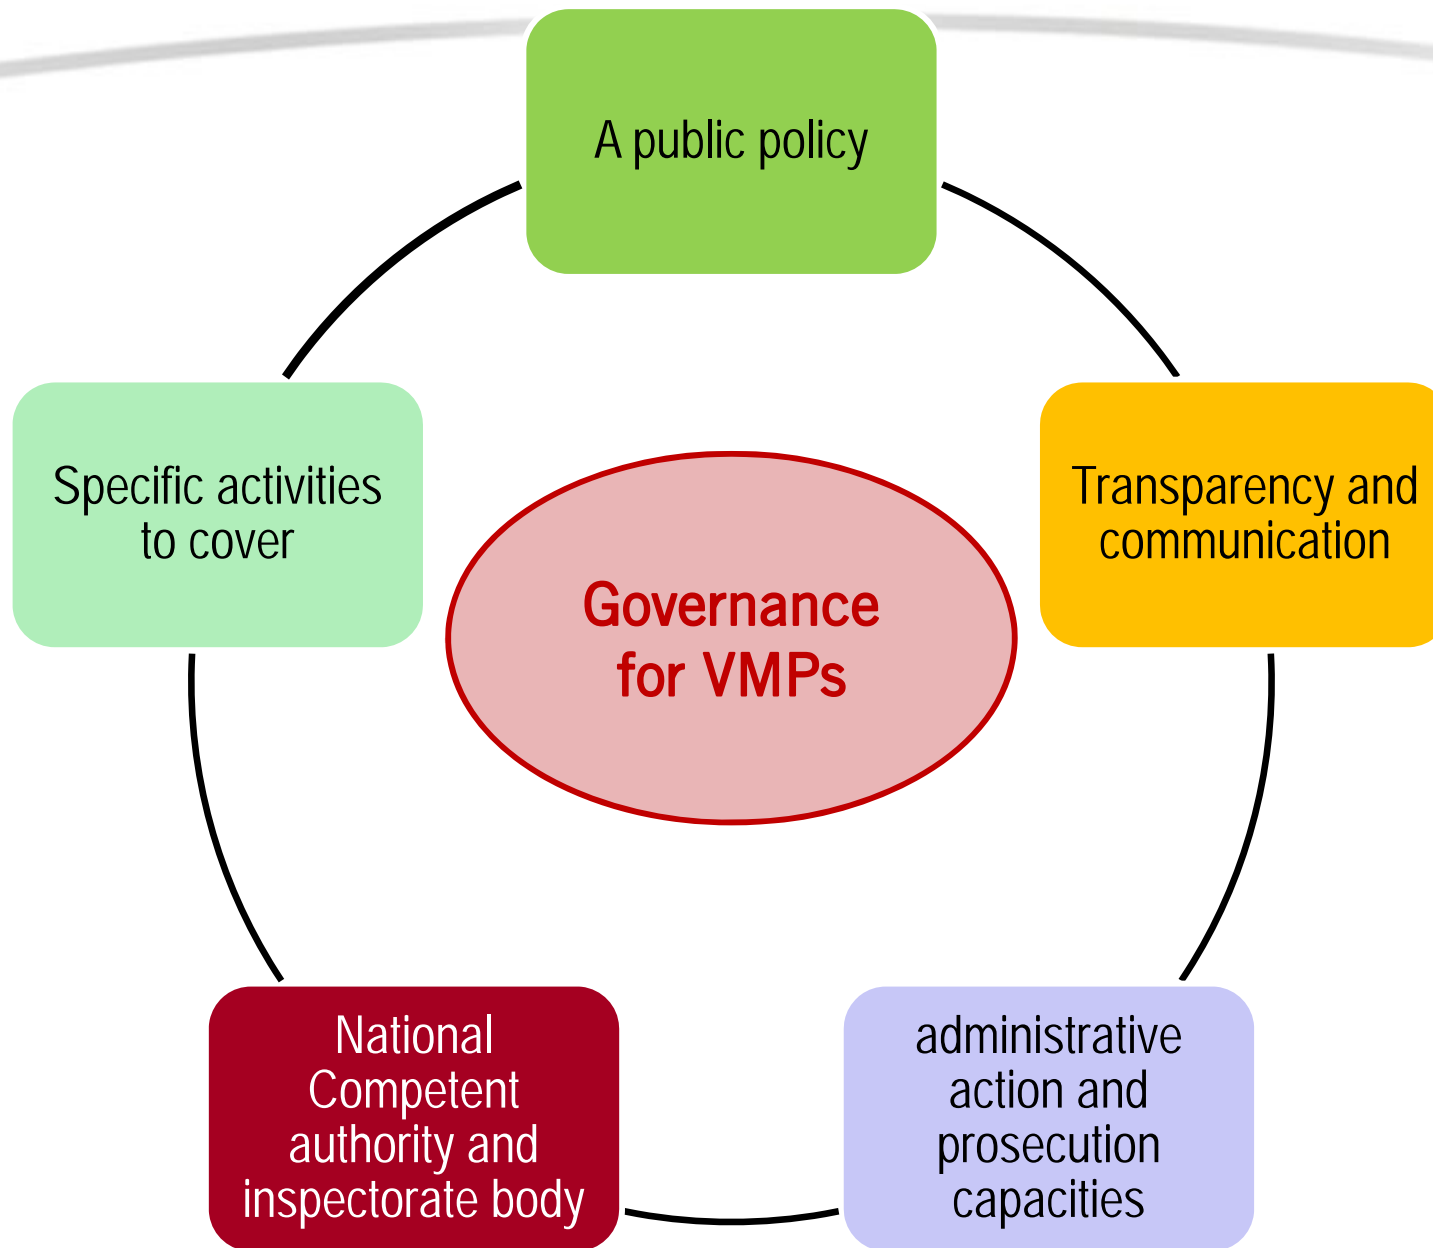 A public policy
Specific activities
to cover
Transparency and
communication
Governance
for VMPs
National
Competent
authority and
inspectorate body
administrative
action and
prosecution
capacities